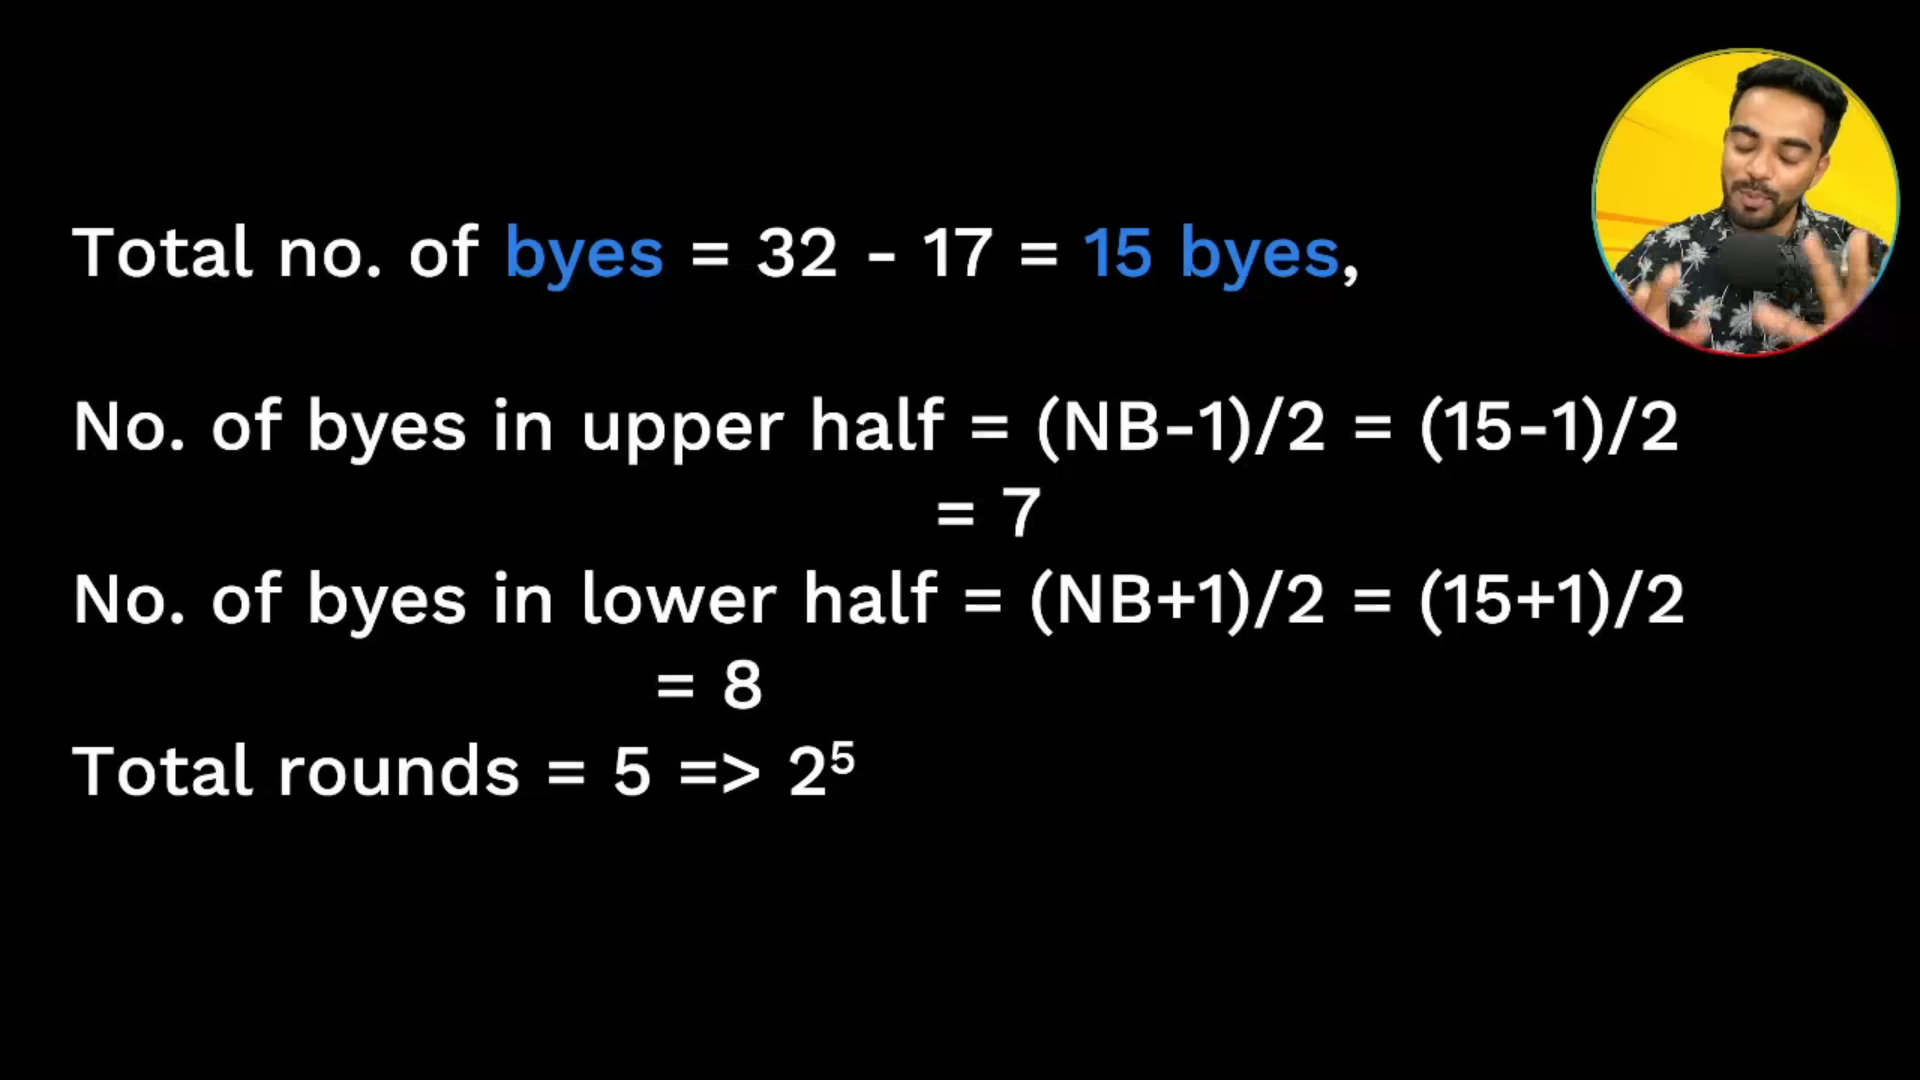 Total no. of byes = 32 - 17 = 15 byes,
No. of byes in upper half = (NB-1)/2 = (15-1)/2
= 7
No. of byes in lower half = (NB+1)/2 = (15+1)/2
= 8
Total rounds = 5 => 2⁵